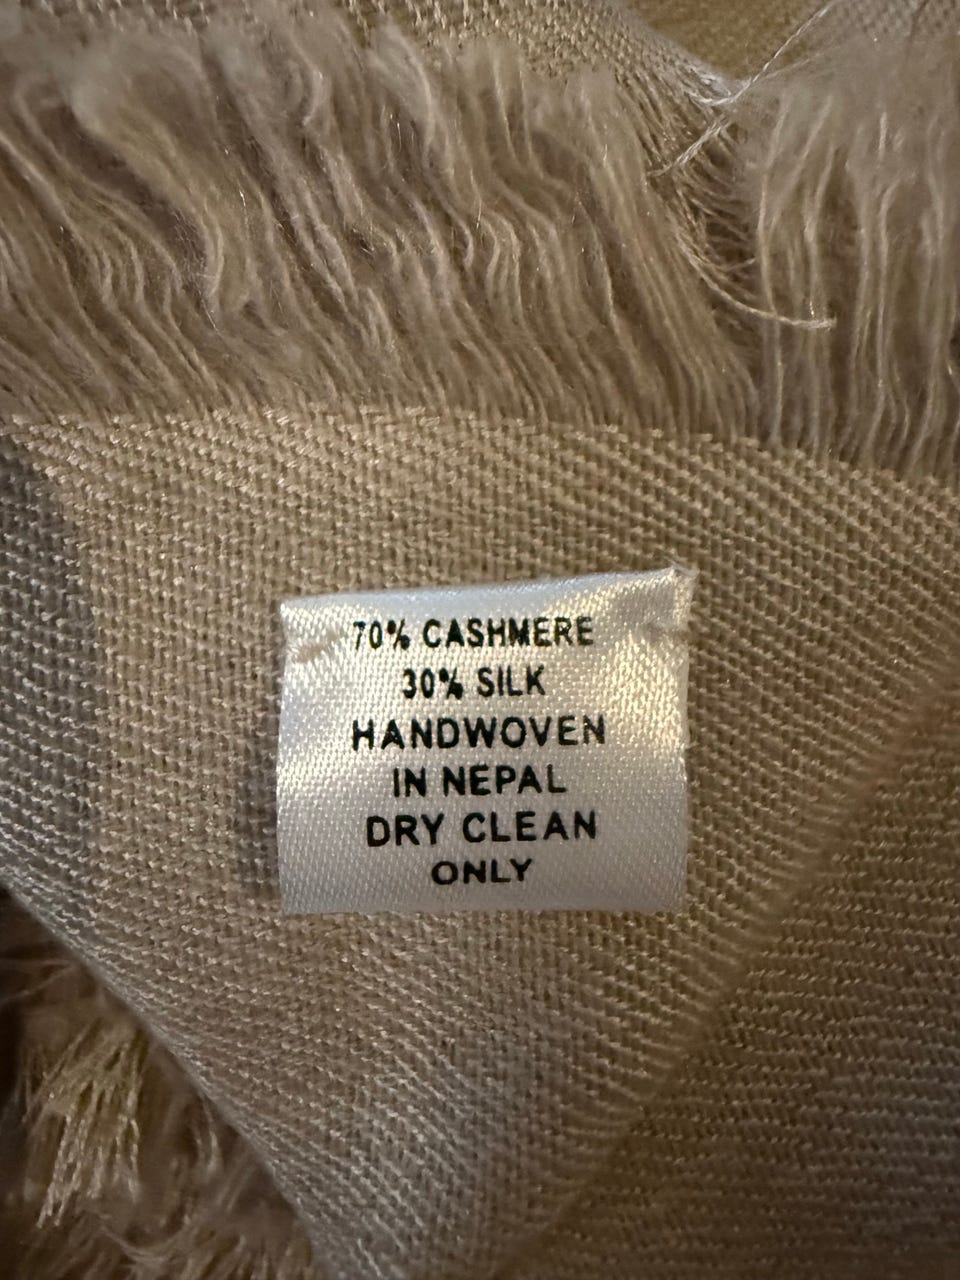 70% CASHMERE
30% SILK
HANDWOVEN
IN NEPAL
DRY CLEAN
ONLY